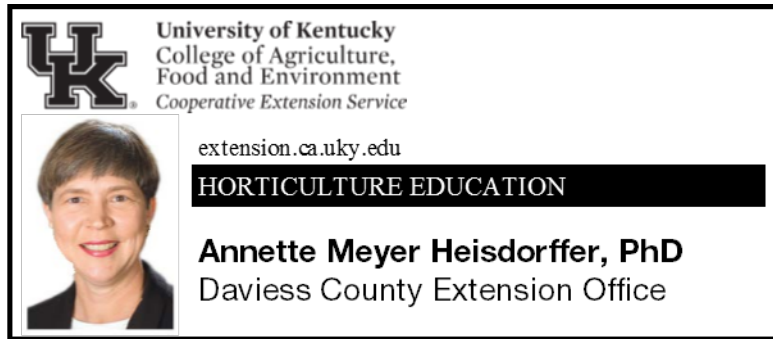 UK
University of Kentucky
College of Agriculture,
Food and Environment
Cooperative Extension Service
extension.ca.uky.edu
HORTICULTURE EDUCATION
Annette Meyer Heisdorffer, PhD
Daviess County Extension Office